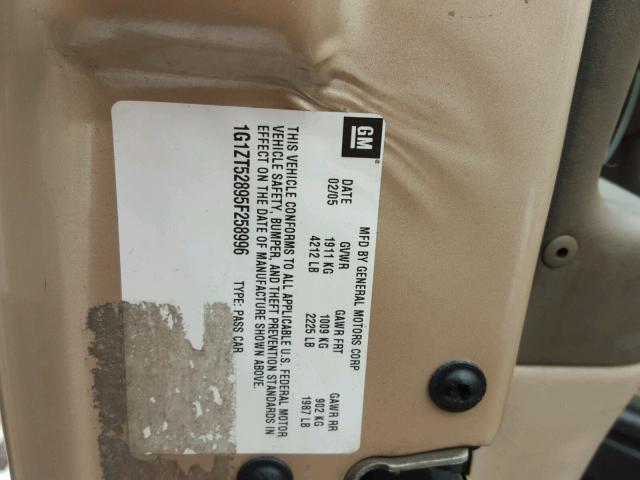 GM
MFD BY GENERAL MOTORS CORP
DATE GVWR GAWR FRT GAWR RR
02/05 1911 KG 1009 KG 902 KG
4212 LB 2225 LB 1987 LB
THIS VEHICLE CONFORMS TO ALL APPLICABLE U.S. FEDERAL MOTOR
VEHICLE SAFETY, BUMPER, AND THEFT PREVENTION STANDARDS IN
EFFECT ON THE DATE OF MANUFACTURE SHOWN ABOVE.
1G1ZT52895F258996 TYPE: PASS CAR